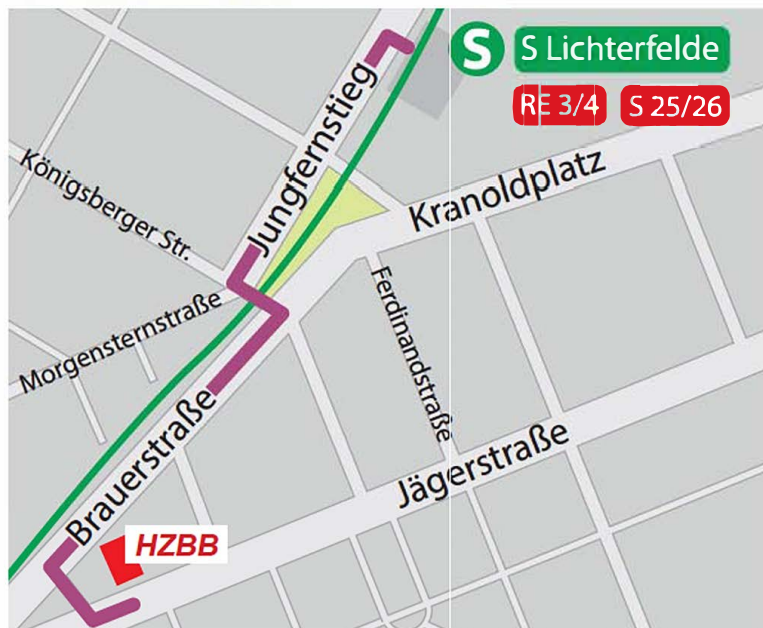 S
S Lichterfelde
RE 3/4
S 25/26
Jungfernstieg
Kranoldplatz
Königsberger Str.
Morgensternstraße
Ferdinandstraße
Brauerstraße
Jägerstraße
HZBB